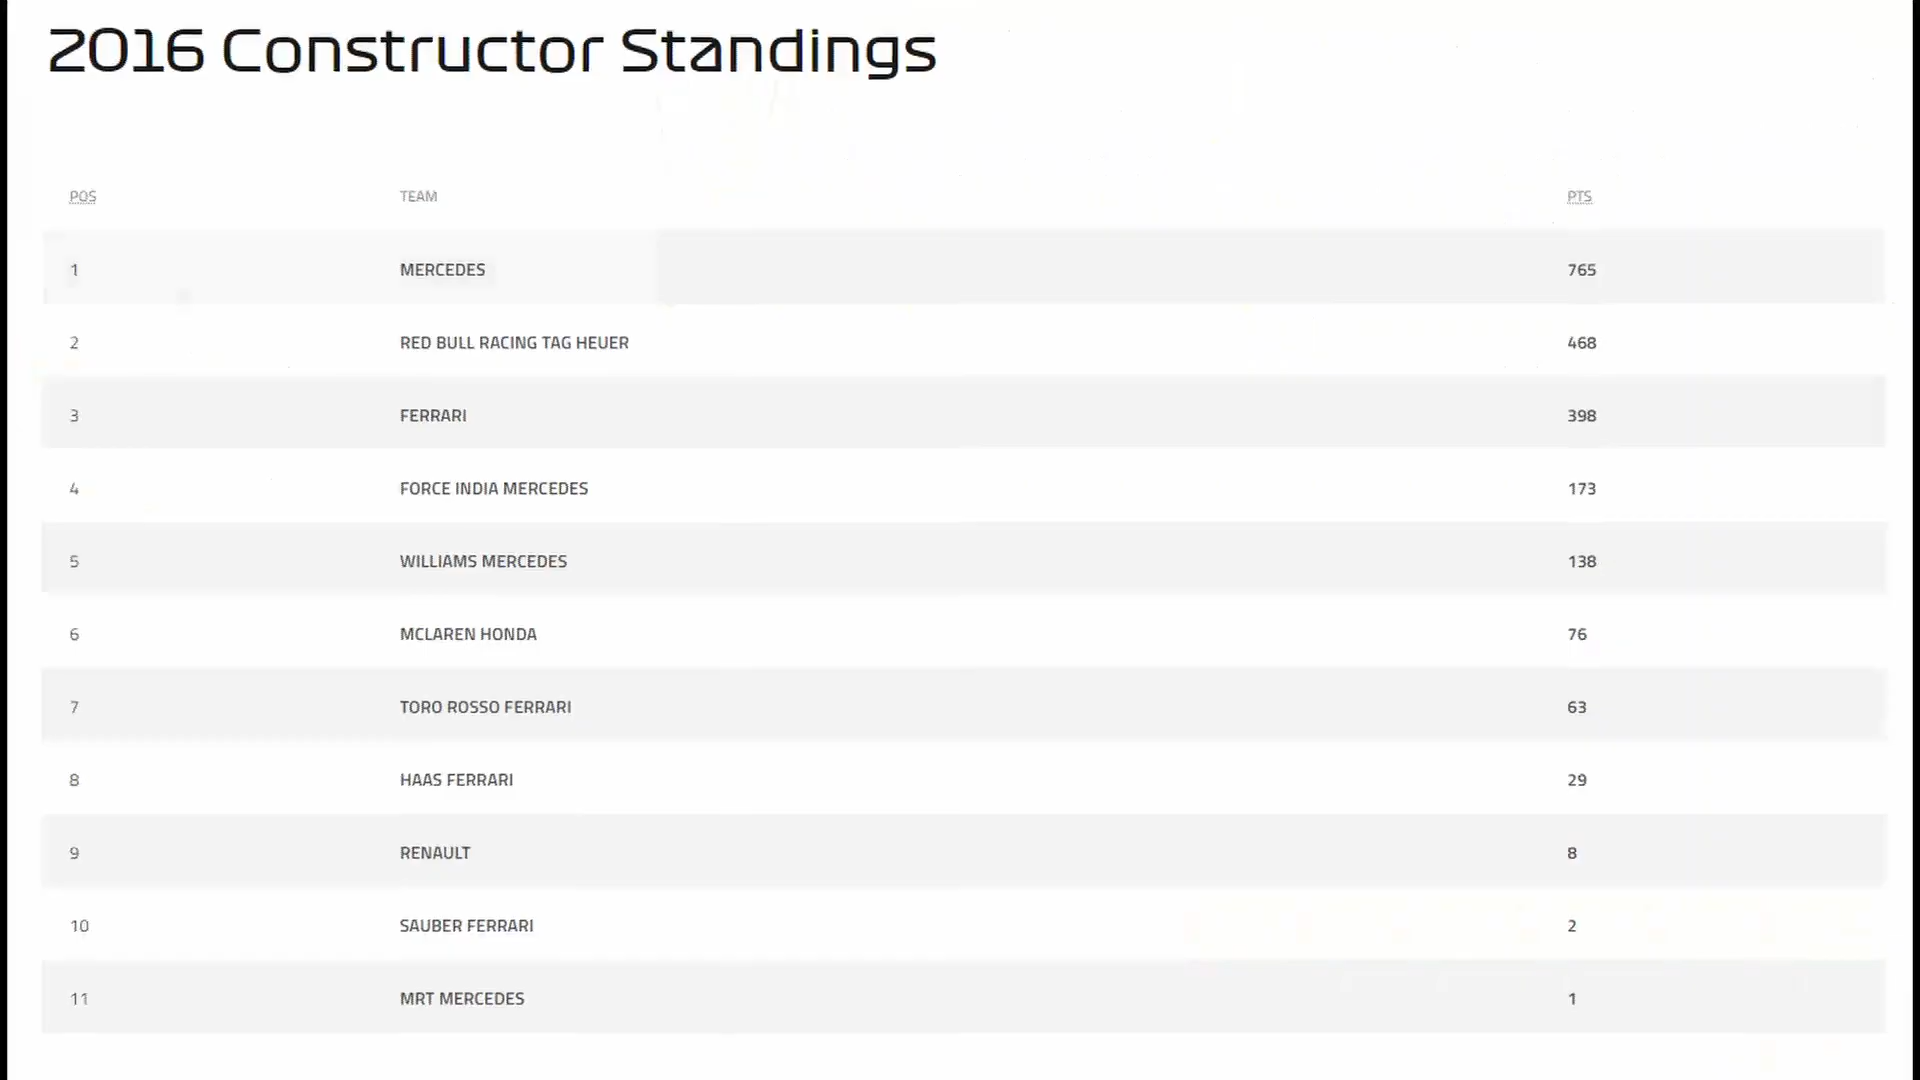 2016 Constructor Standings
POS TEAM PTS
1 MERCEDES 765
2 RED BULL RACING TAG HEUER 468
3 FERRARI 398
4 FORCE INDIA MERCEDES 173
5 WILLIAMS MERCEDES 138
6 MCLAREN HONDA 76
7 TORO ROSSO FERRARI 63
8 HAAS FERRARI 29
9 RENAULT 8
10 SAUBER FERRARI 2
11 MRT MERCEDES 1